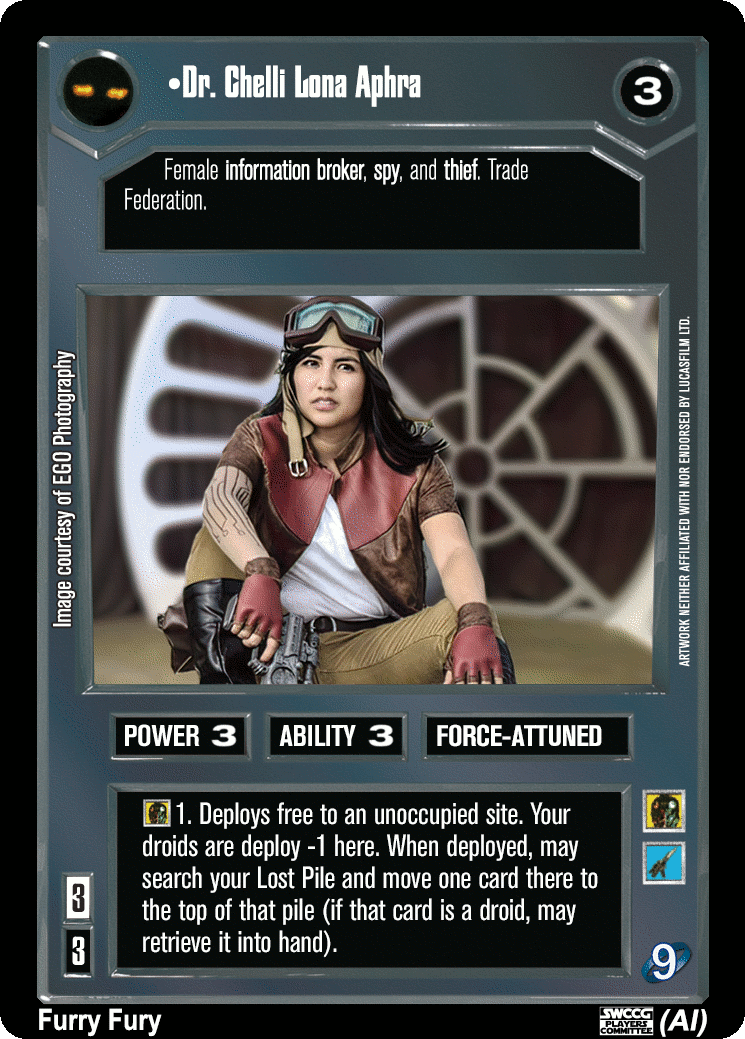 •Dr. Chelli Lona Aphra
3
Female information broker, spy, and thief. Trade
Federation.
Image courtesy of EGO Photography
ARTWORK NEITHER AFFILIATED WITH NOR ENDORSED BY LUCASFILM LTD.
POWER 3
ABILITY 3
FORCE-ATTUNED
1. Deploys free to an unoccupied site. Your
droids are deploy -1 here. When deployed, may
search your Lost Pile and move one card there to
the top of that pile (if that card is a droid, may
retrieve it into hand).
3
3
9
Furry Fury
SWCCG
PLAYERS
COMMITTEE
(AI)